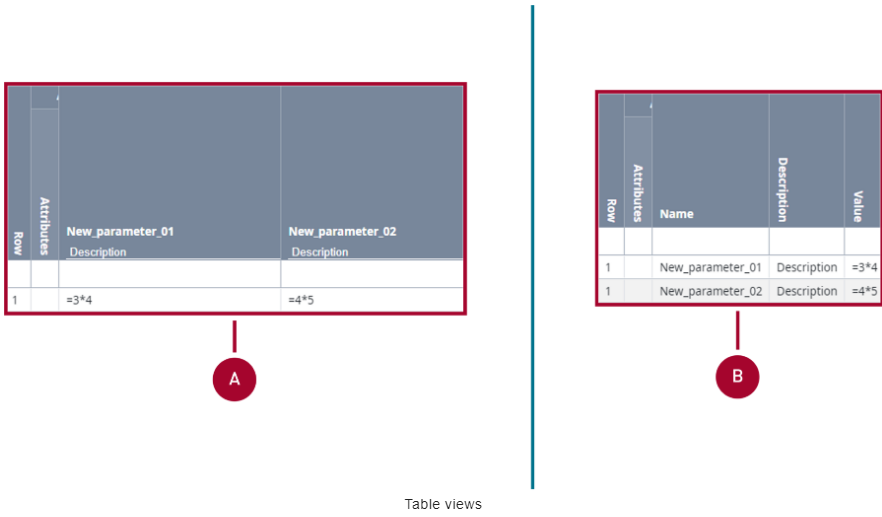 Row
Attributes
New_parameter_01
Description
New_parameter_02
Description
1 =3*4 =4*5
A
Row
Attributes
Name
Description
Value
1 New_parameter_01 Description =3*4
1 New_parameter_02 Description =4*5
B
Table views